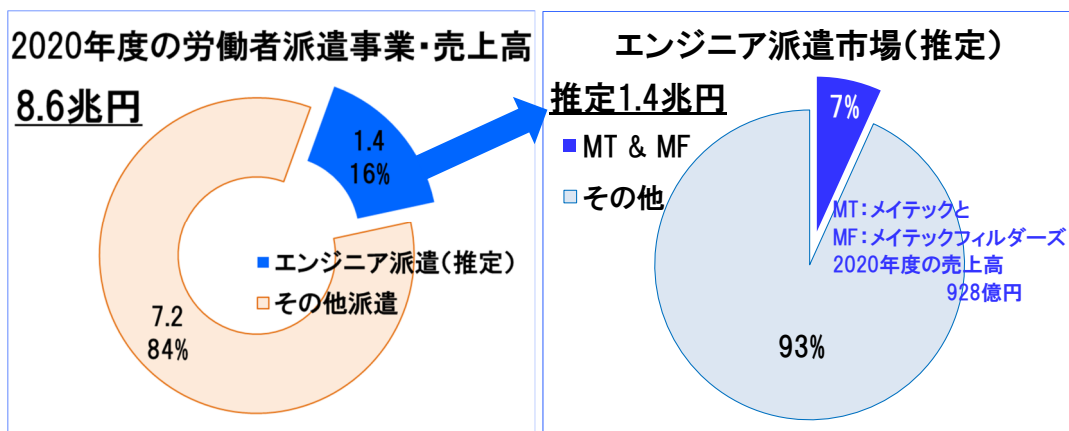 2020年度の労働者派遣事業・売上高
8.6兆円
1.4
16%
エンジニア派遣(推定)
その他派遣
7.2
84%
エンジニア派遣市場(推定)
推定1.4兆円
MT & MF
その他
7%
MT:メイテックと
MF:メイテックフィルダーズ
2020年度の売上高
928億円
93%